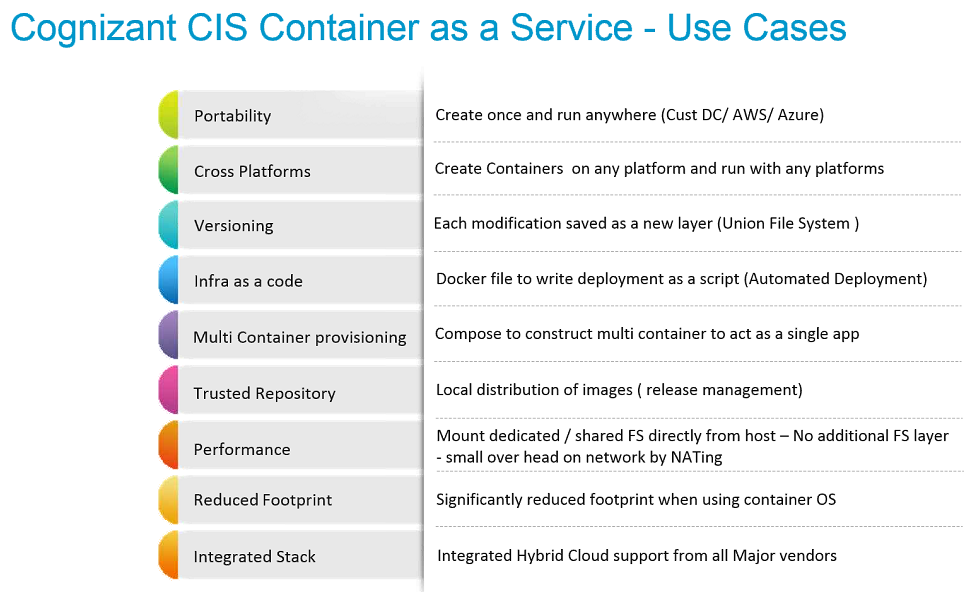 Cognizant CIS Container as a Service - Use Cases
Portability
Create once and run anywhere (Cust DC/ AWS/ Azure)
Cross Platforms
Create Containers  on any platform and run with any platforms
Versioning
Each modification saved as a new layer (Union File System )
Infra as a code
Docker file to write deployment as a script (Automated Deployment)
Multi Container provisioning
Compose to construct multi container to act as a single app
Trusted Repository
Local distribution of images ( release management)
Performance
Mount dedicated / shared FS directly from host – No additional FS layer
- small over head on network by NATing
Reduced Footprint
Significantly reduced footprint when using container OS
Integrated Stack
Integrated Hybrid Cloud support from all Major vendors